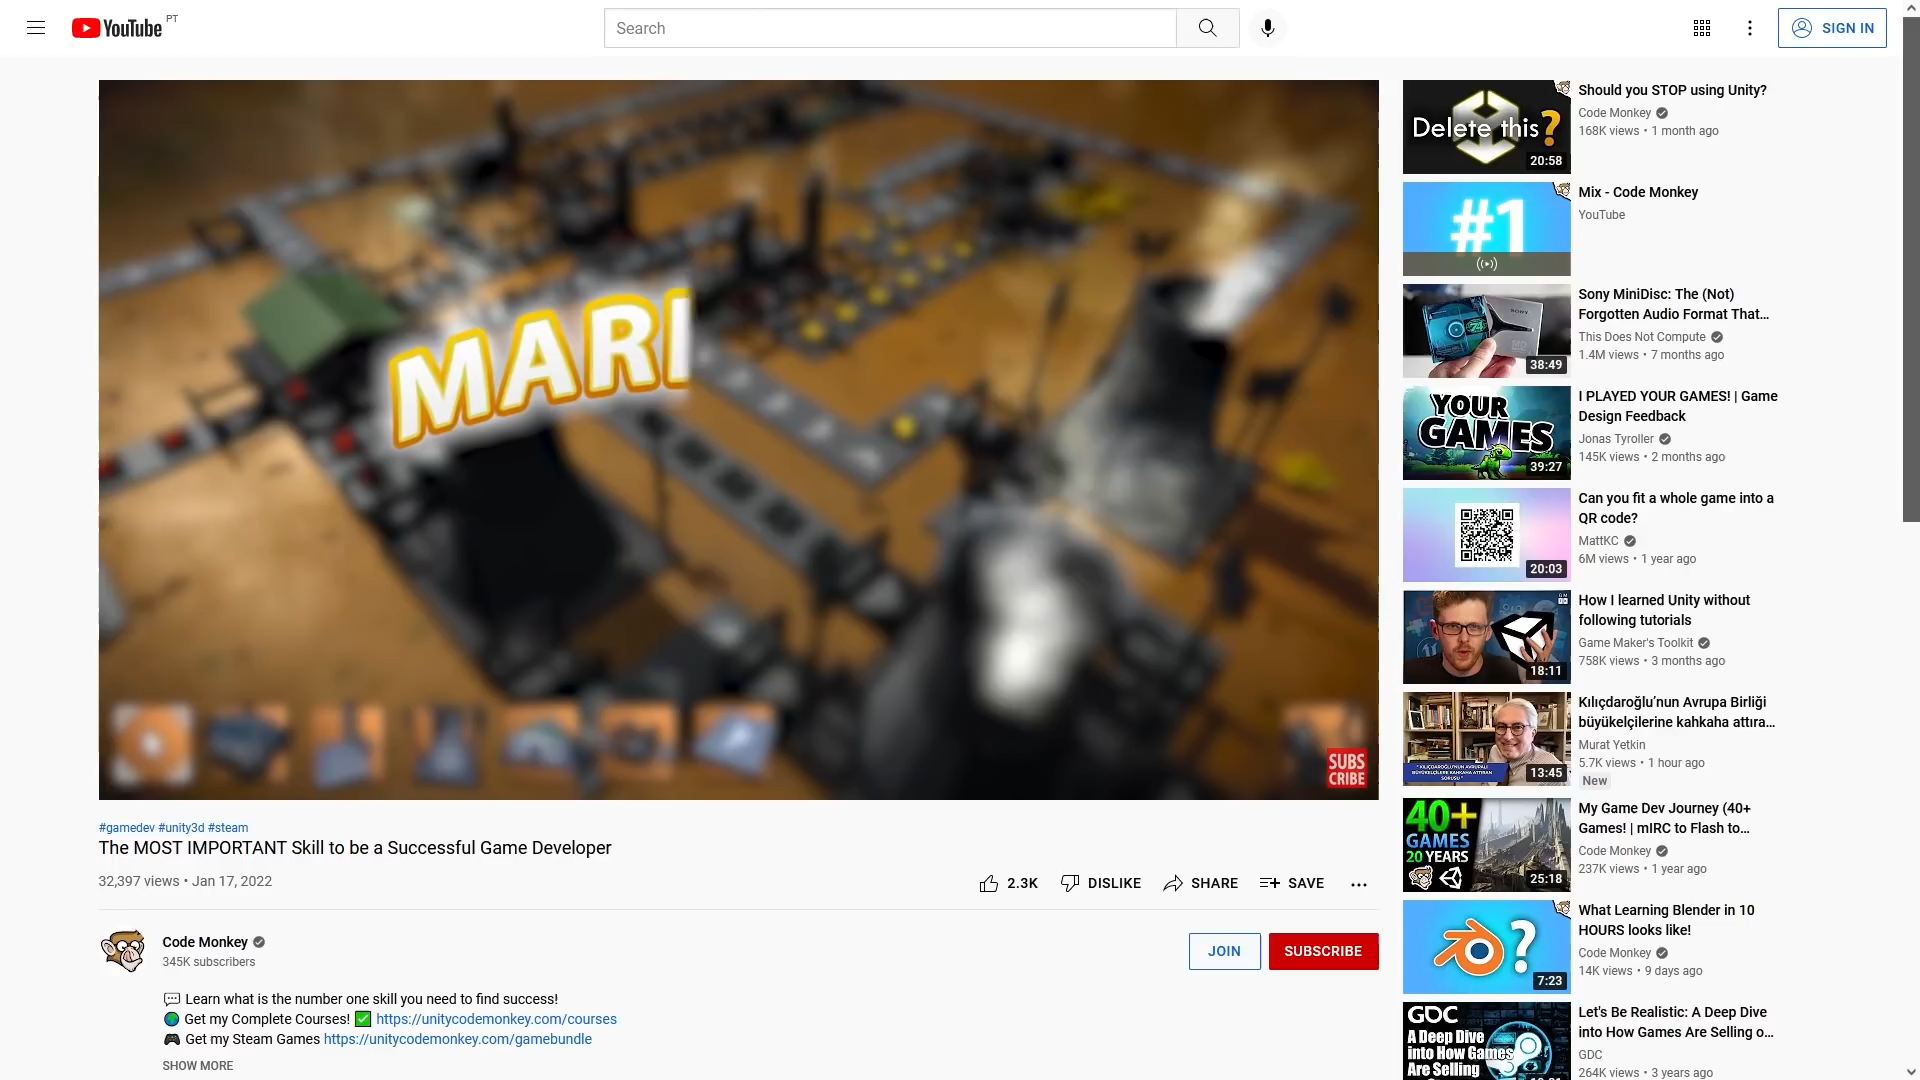 YouTube PT
Search
SIGN IN
MARI
SUBS
CRIBE
#gamedev #unity3d #steam
The MOST IMPORTANT Skill to be a Successful Game Developer
32,397 views • Jan 17, 2022
2.3K DISLIKE SHARE SAVE
Code Monkey
345K subscribers
JOIN SUBSCRIBE
Learn what is the number one skill you need to find success!
Get my Complete Courses! ✅ https://unitycodemonkey.com/courses
Get my Steam Games https://unitycodemonkey.com/gamebundle
SHOW MORE
Delete this?
20:58
Should you STOP using Unity?
Code Monkey
168K views • 1 month ago
#1
Mix - Code Monkey
YouTube
SONY
38:49
Sony MiniDisc: The (Not)
Forgotten Audio Format That...
This Does Not Compute
1.4M views • 7 months ago
YOUR
GAMES
39:27
I PLAYED YOUR GAMES! | Game
Design Feedback
Jonas Tyroller
145K views • 2 months ago
20:03
Can you fit a whole game into a
QR code?
MattKC
6M views • 1 year ago
18:11
How I learned Unity without
following tutorials
Game Maker's Toolkit
758K views • 3 months ago
13:45
Kılıçdaroğlu’nun Avrupa Birliği
büyükelçilerine kahkaha attıra...
Murat Yetkin
5.7K views • 1 hour ago
New
40+
GAMES
20 YEARS
25:18
My Game Dev Journey (40+
Games! | mIRC to Flash to...
Code Monkey
237K views • 1 year ago
?
7:23
What Learning Blender in 10
HOURS looks like!
Code Monkey
14K views • 9 days ago
GDC
A Deep Dive
into How Games
Are Selling
Let's Be Realistic: A Deep Dive
into How Games Are Selling o...
GDC
264K views • 3 years ago